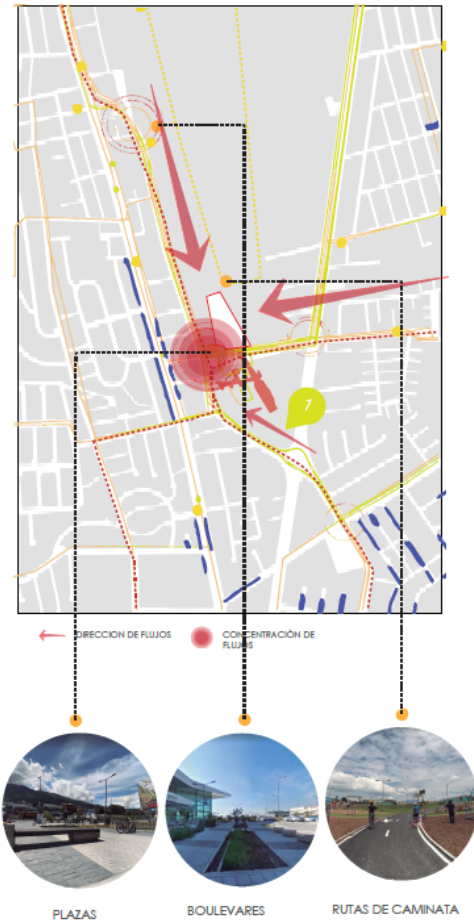 7
DIRECCION DE FLUJOS
CONCENTRACIÓN DE
FLUJOS
PLAZAS
BOULEVARES
RUTAS DE CAMINATA